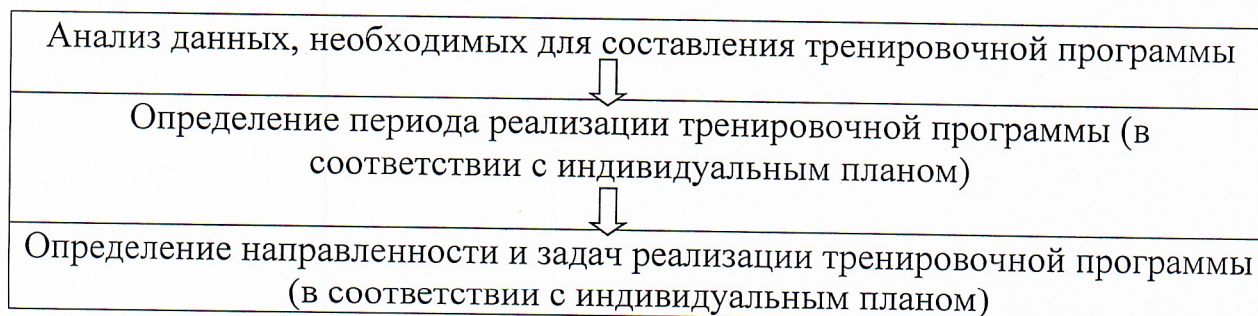 Анализ данных, необходимых для составления тренировочной программы
Определение периода реализации тренировочной программы (в
соответствии с индивидуальным планом)
Определение направленности и задач реализации тренировочной программы
(в соответствии с индивидуальным планом)